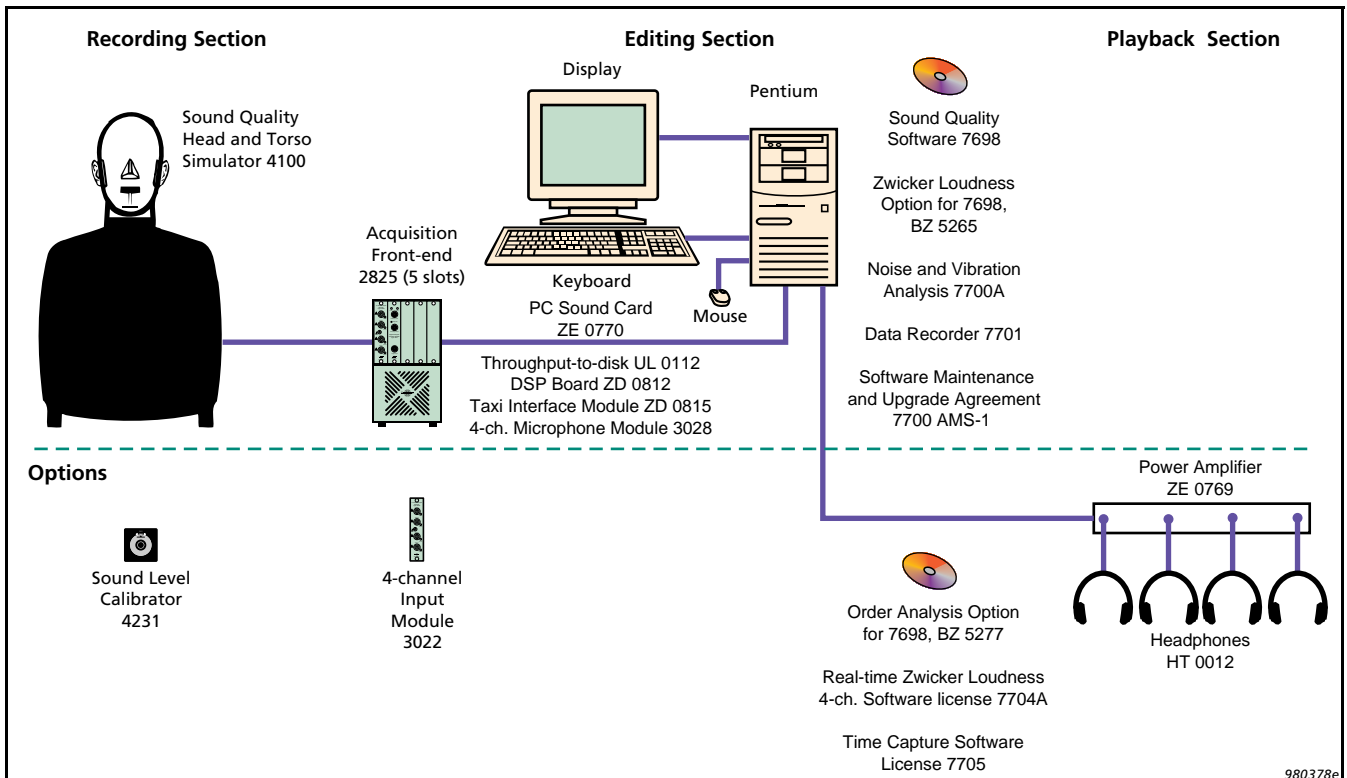 Recording Section
Editing Section
Playback Section
Sound Quality
Head and Torso
Simulator 4100
Acquisition
Front-end
2825 (5 slots)
Display
Pentium
Keyboard
Mouse
PC Sound Card
ZE 0770
Throughput-to-disk UL 0112
DSP Board ZD 0812
Taxi Interface Module ZD 0815
4-ch. Microphone Module 3028
Sound Quality
Software 7698
Zwicker Loudness
Option for 7698,
BZ 5265
Noise and Vibration
Analysis 7700A
Data Recorder 7701
Software Maintenance
and Upgrade Agreement
7700 AMS-1
Options
Sound Level
Calibrator
4231
4-channel
Input
Module
3022
Order Analysis Option
for 7698, BZ 5277
Real-time Zwicker Loudness
4-ch. Software license 7704A
Time Capture Software
License 7705
Power Amplifier
ZE 0769
Headphones
HT 0012
980378e